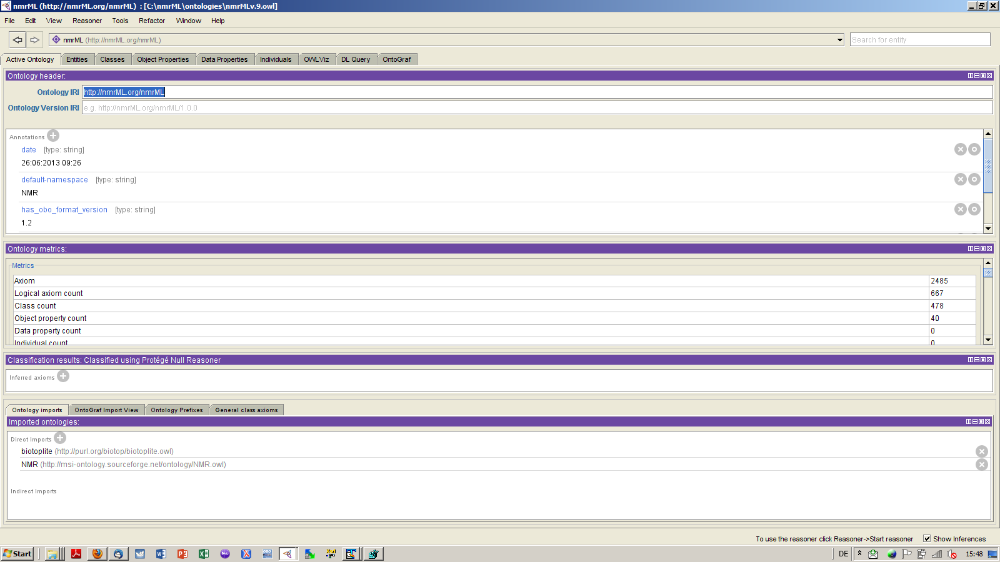 nmrML (http://nmrML.org/nmrML) : [C:\nmrML\ontologies\nmrMLv.9.owl]
File Edit View Reasoner Tools Refactor Window Help
nmrML (http://nmrML.org/nmrML)
Search for entity
Active Ontology Entities Classes Object Properties Data Properties Individuals OWLViz DL Query OntoGraf
Ontology header:
Ontology IRI http://nmrML.org/nmrML
Ontology Version IRI e.g. http://nmrML.org/nmrML/1.0.0
Annotations
date [type: string]
26:06:2013 09:26
default-namespace [type: string]
NMR
has_obo_format_version [type: string]
1.2
Ontology metrics:
Metrics
Axiom 2485
Logical axiom count 667
Class count 478
Object property count 40
Data property count 0
Individual count 0
Classification results: Classified using Protégé Null Reasoner
Inferred axioms
Ontology imports OntoGraf Import View Ontology Prefixes General class axioms
Imported ontologies:
Direct Imports
biotoplite (http://purl.org/biotop/biotoplite.owl)
NMR (http://msi-ontology.sourceforge.net/ontology/NMR.owl)
Indirect Imports
To use the reasoner click Reasoner->Start reasoner Show Inferences
Start DE 15:48